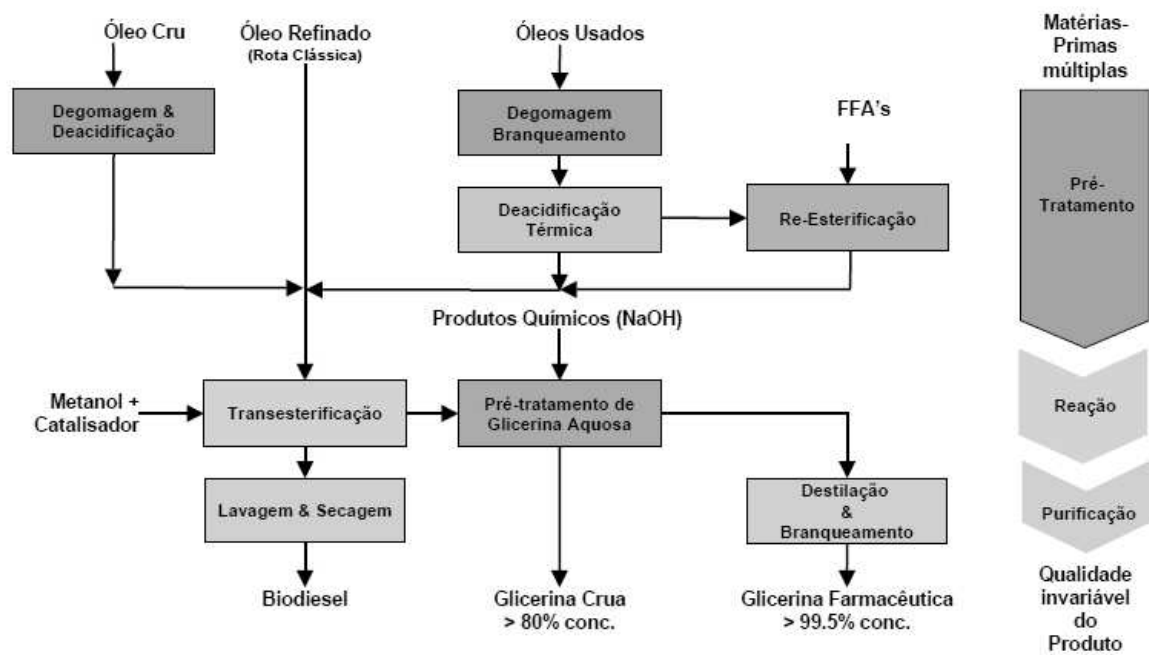 Óleo Cru
Óleo Refinado
(Rota Clássica)
Óleos Usados
Matérias-
Primas
múltiplas
Degomagem &
Deacidificação
Degomagem
Branqueamento
FFA's
Deacidificação
Térmica
Re-Esterificação
Pré-
Tratamento
Produtos Químicos (NaOH)
Metanol +
Catalisador
Transesterificação
Pré-tratamento de
Glicerina Aquosa
Reação
Lavagem & Secagem
Destilação
&
Branqueamento
Purificação
Biodiesel
Glicerina Crua
> 80% conc.
Glicerina Farmacêutica
> 99.5% conc.
Qualidade
invariável
do
Produto